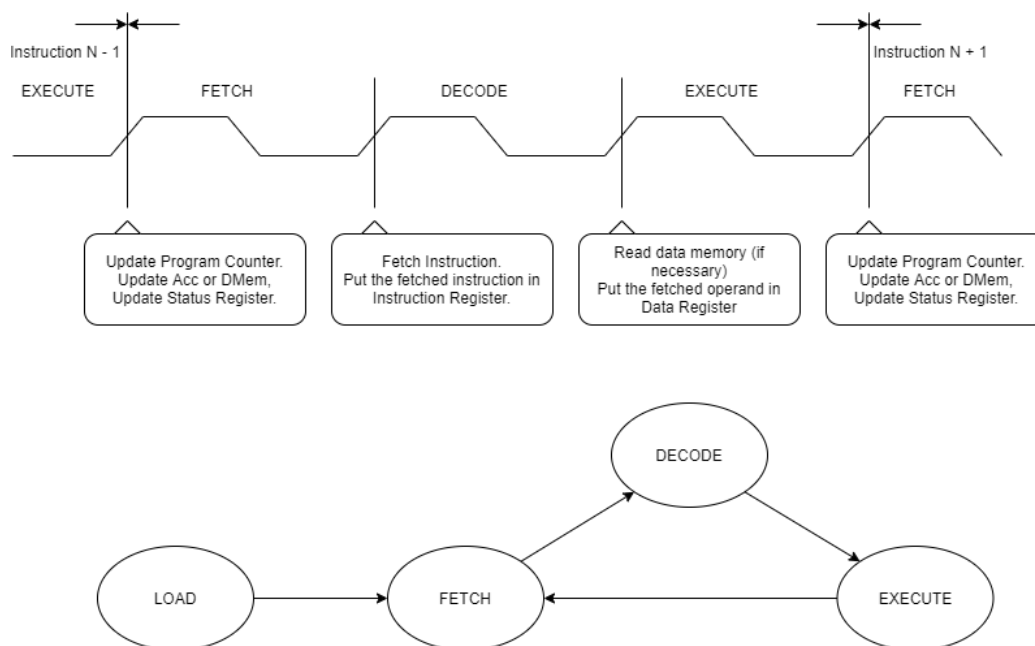 Instruction N - 1
Instruction N + 1
EXECUTE
FETCH
DECODE
EXECUTE
FETCH
Update Program Counter.
Update Acc or DMem,
Update Status Register.
Fetch Instruction.
Put the fetched instruction in
Instruction Register.
Read data memory (if
necessary)
Put the fetched operand in
Data Register
Update Program Counter.
Update Acc or DMem,
Update Status Register.
DECODE
LOAD
FETCH
EXECUTE